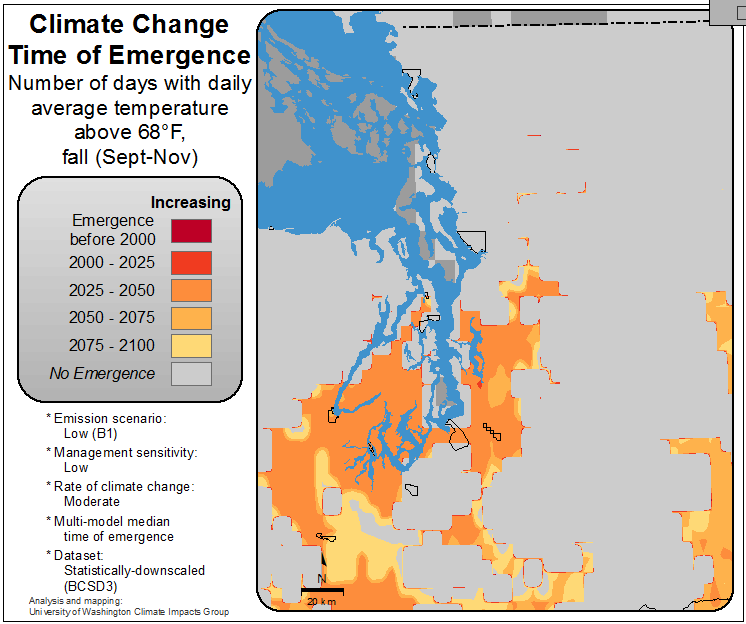 Climate Change
Time of Emergence
Number of days with daily
average temperature
above 68°F,
fall (Sept-Nov)
Increasing
Emergence
before 2000
2000 - 2025
2025 - 2050
2050 - 2075
2075 - 2100
No Emergence
* Emission scenario:
Low (B1)
* Management sensitivity:
Low
* Rate of climate change:
Moderate
* Multi-model median
time of emergence
* Dataset:
Statistically-downscaled
(BCSD3)
Analysis and mapping:
University of Washington Climate Impacts Group
N
20 km